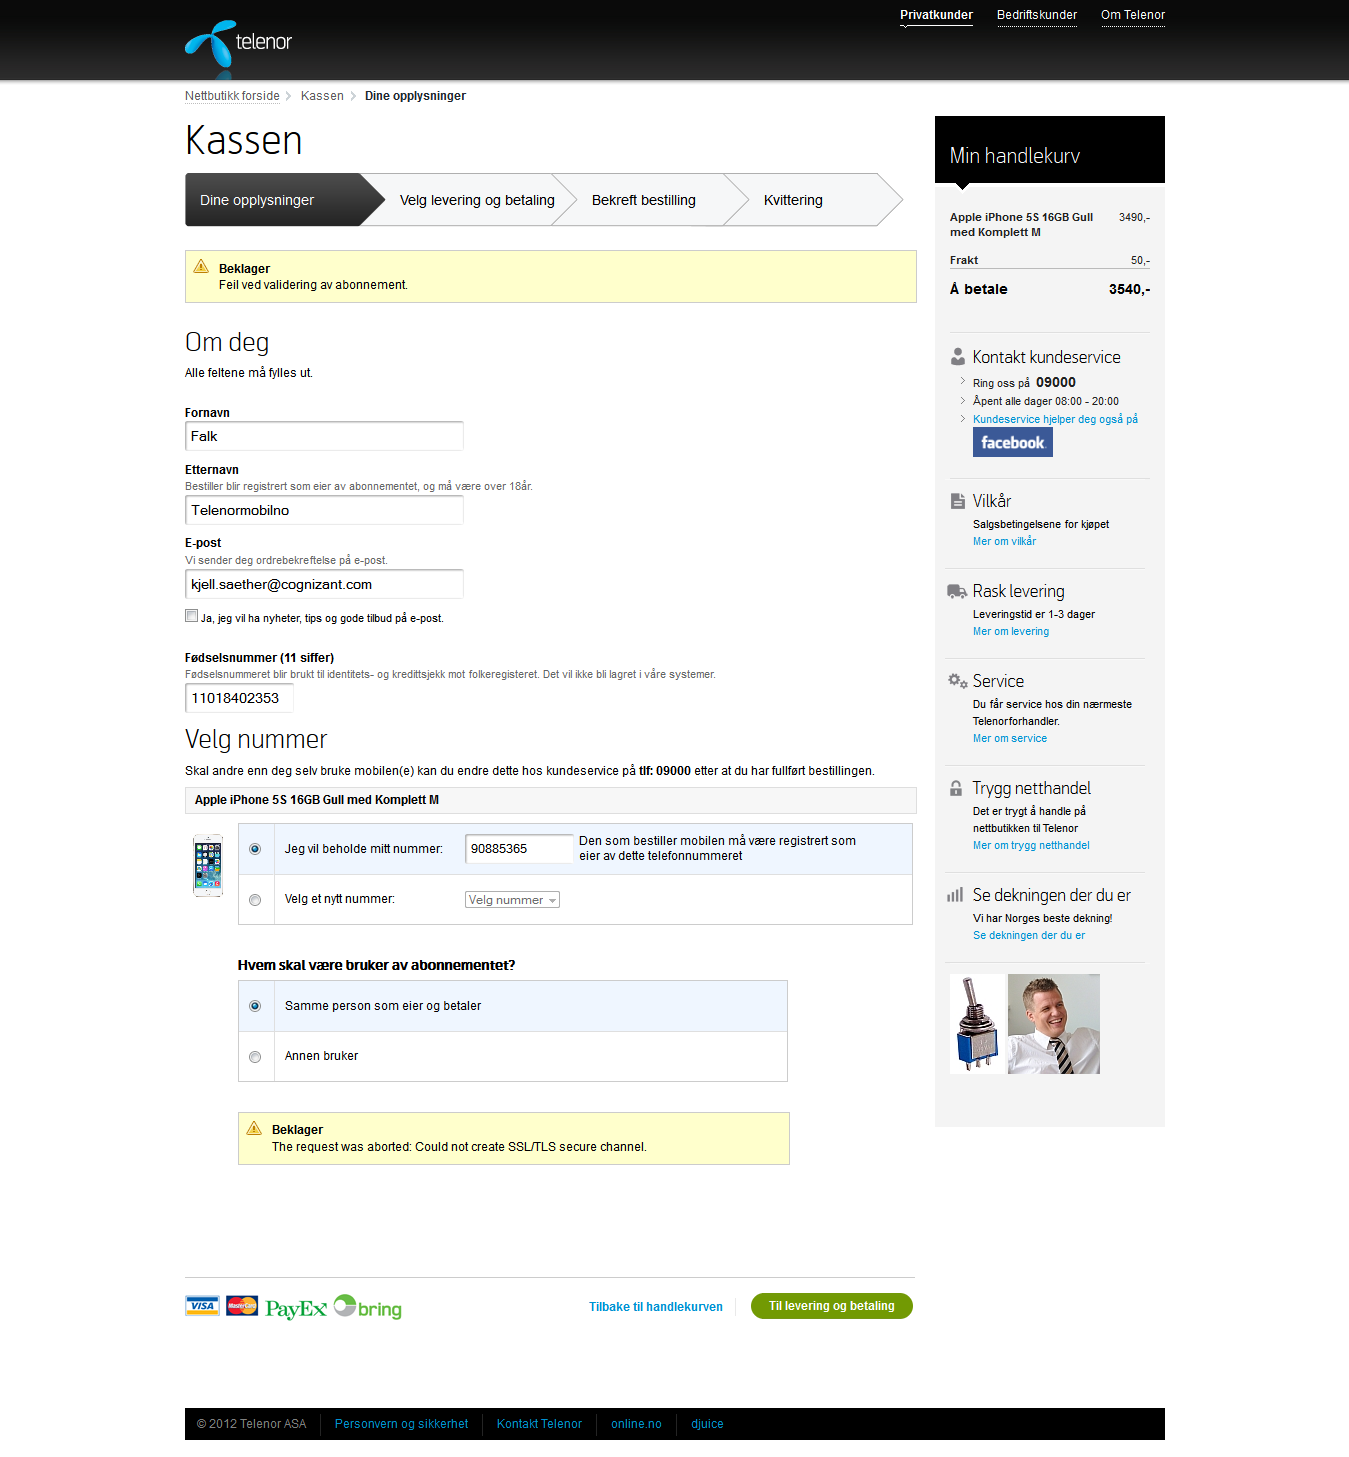 Privatkunder Bedriftskunder Om Telenor
telenor
Nettbutikk forside Kassen Dine opplysninger
Kassen
Dine opplysninger Velg levering og betaling Bekreft bestilling Kvittering
Beklager
Feil ved validering av abonnement.
Om deg
Alle feltene må fylles ut.
Fornavn
Falk
Etternavn
Bestiller blir registrert som eier av abonnementet, og må være over 18år.
Telenormobilno
E-post
Vi sender deg ordrebekreftelse på e-post.
kjell.saether@cognizant.com
Ja, jeg vil ha nyheter, tips og gode tilbud på e-post.
Fødselsnummer (11 siffer)
Fødselsnummeret blir brukt til identitets- og kredittsjekk mot folkeregisteret. Det vil ikke bli lagret i våre systemer.
11018402353
Velg nummer
Skal andre enn deg selv bruke mobilen(e) kan du endre dette hos kundeservice på tlf: 09000 etter at du har fullført bestillingen.
Apple iPhone 5S 16GB Gull med Komplett M
Jeg vil beholde mitt nummer: 90885365 Den som bestiller mobilen må være registrert som
eier av dette telefonnummeret
Velg et nytt nummer: Velg nummer
Hvem skal være bruker av abonnementet?
Samme person som eier og betaler
Annen bruker
Beklager
The request was aborted: Could not create SSL/TLS secure channel.
VISA MasterCard PayEx bring
Tilbake til handlekurven Til levering og betaling
Min handlekurv
Apple iPhone 5S 16GB Gull 3490,-
med Komplett M
Frakt 50,-
Å betale 3540,-
Kontakt kundeservice
Ring oss på 09000
Åpent alle dager 08:00 - 20:00
Kundeservice hjelper deg også på
facebook
Vilkår
Salgsbetingelsene for kjøpet
Mer om vilkår
Rask levering
Leveringstid er 1-3 dager
Mer om levering
Service
Du får service hos din nærmeste
Telenorforhandler.
Mer om service
Trygg netthandel
Det er trygt å handle på
nettbutikken til Telenor
Mer om trygg netthandel
Se dekningen der du er
Vi har Norges beste dekning!
Se dekningen der du er
© 2012 Telenor ASA Personvern og sikkerhet Kontakt Telenor online.no djuice